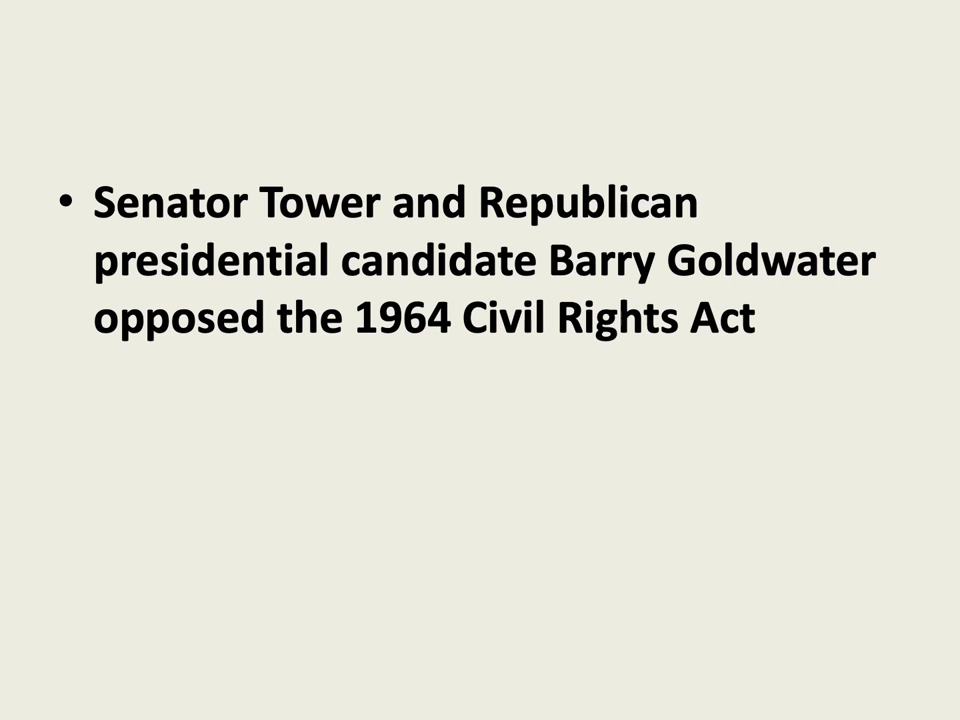 • Senator Tower and Republican
presidential candidate Barry Goldwater
opposed the 1964 Civil Rights Act